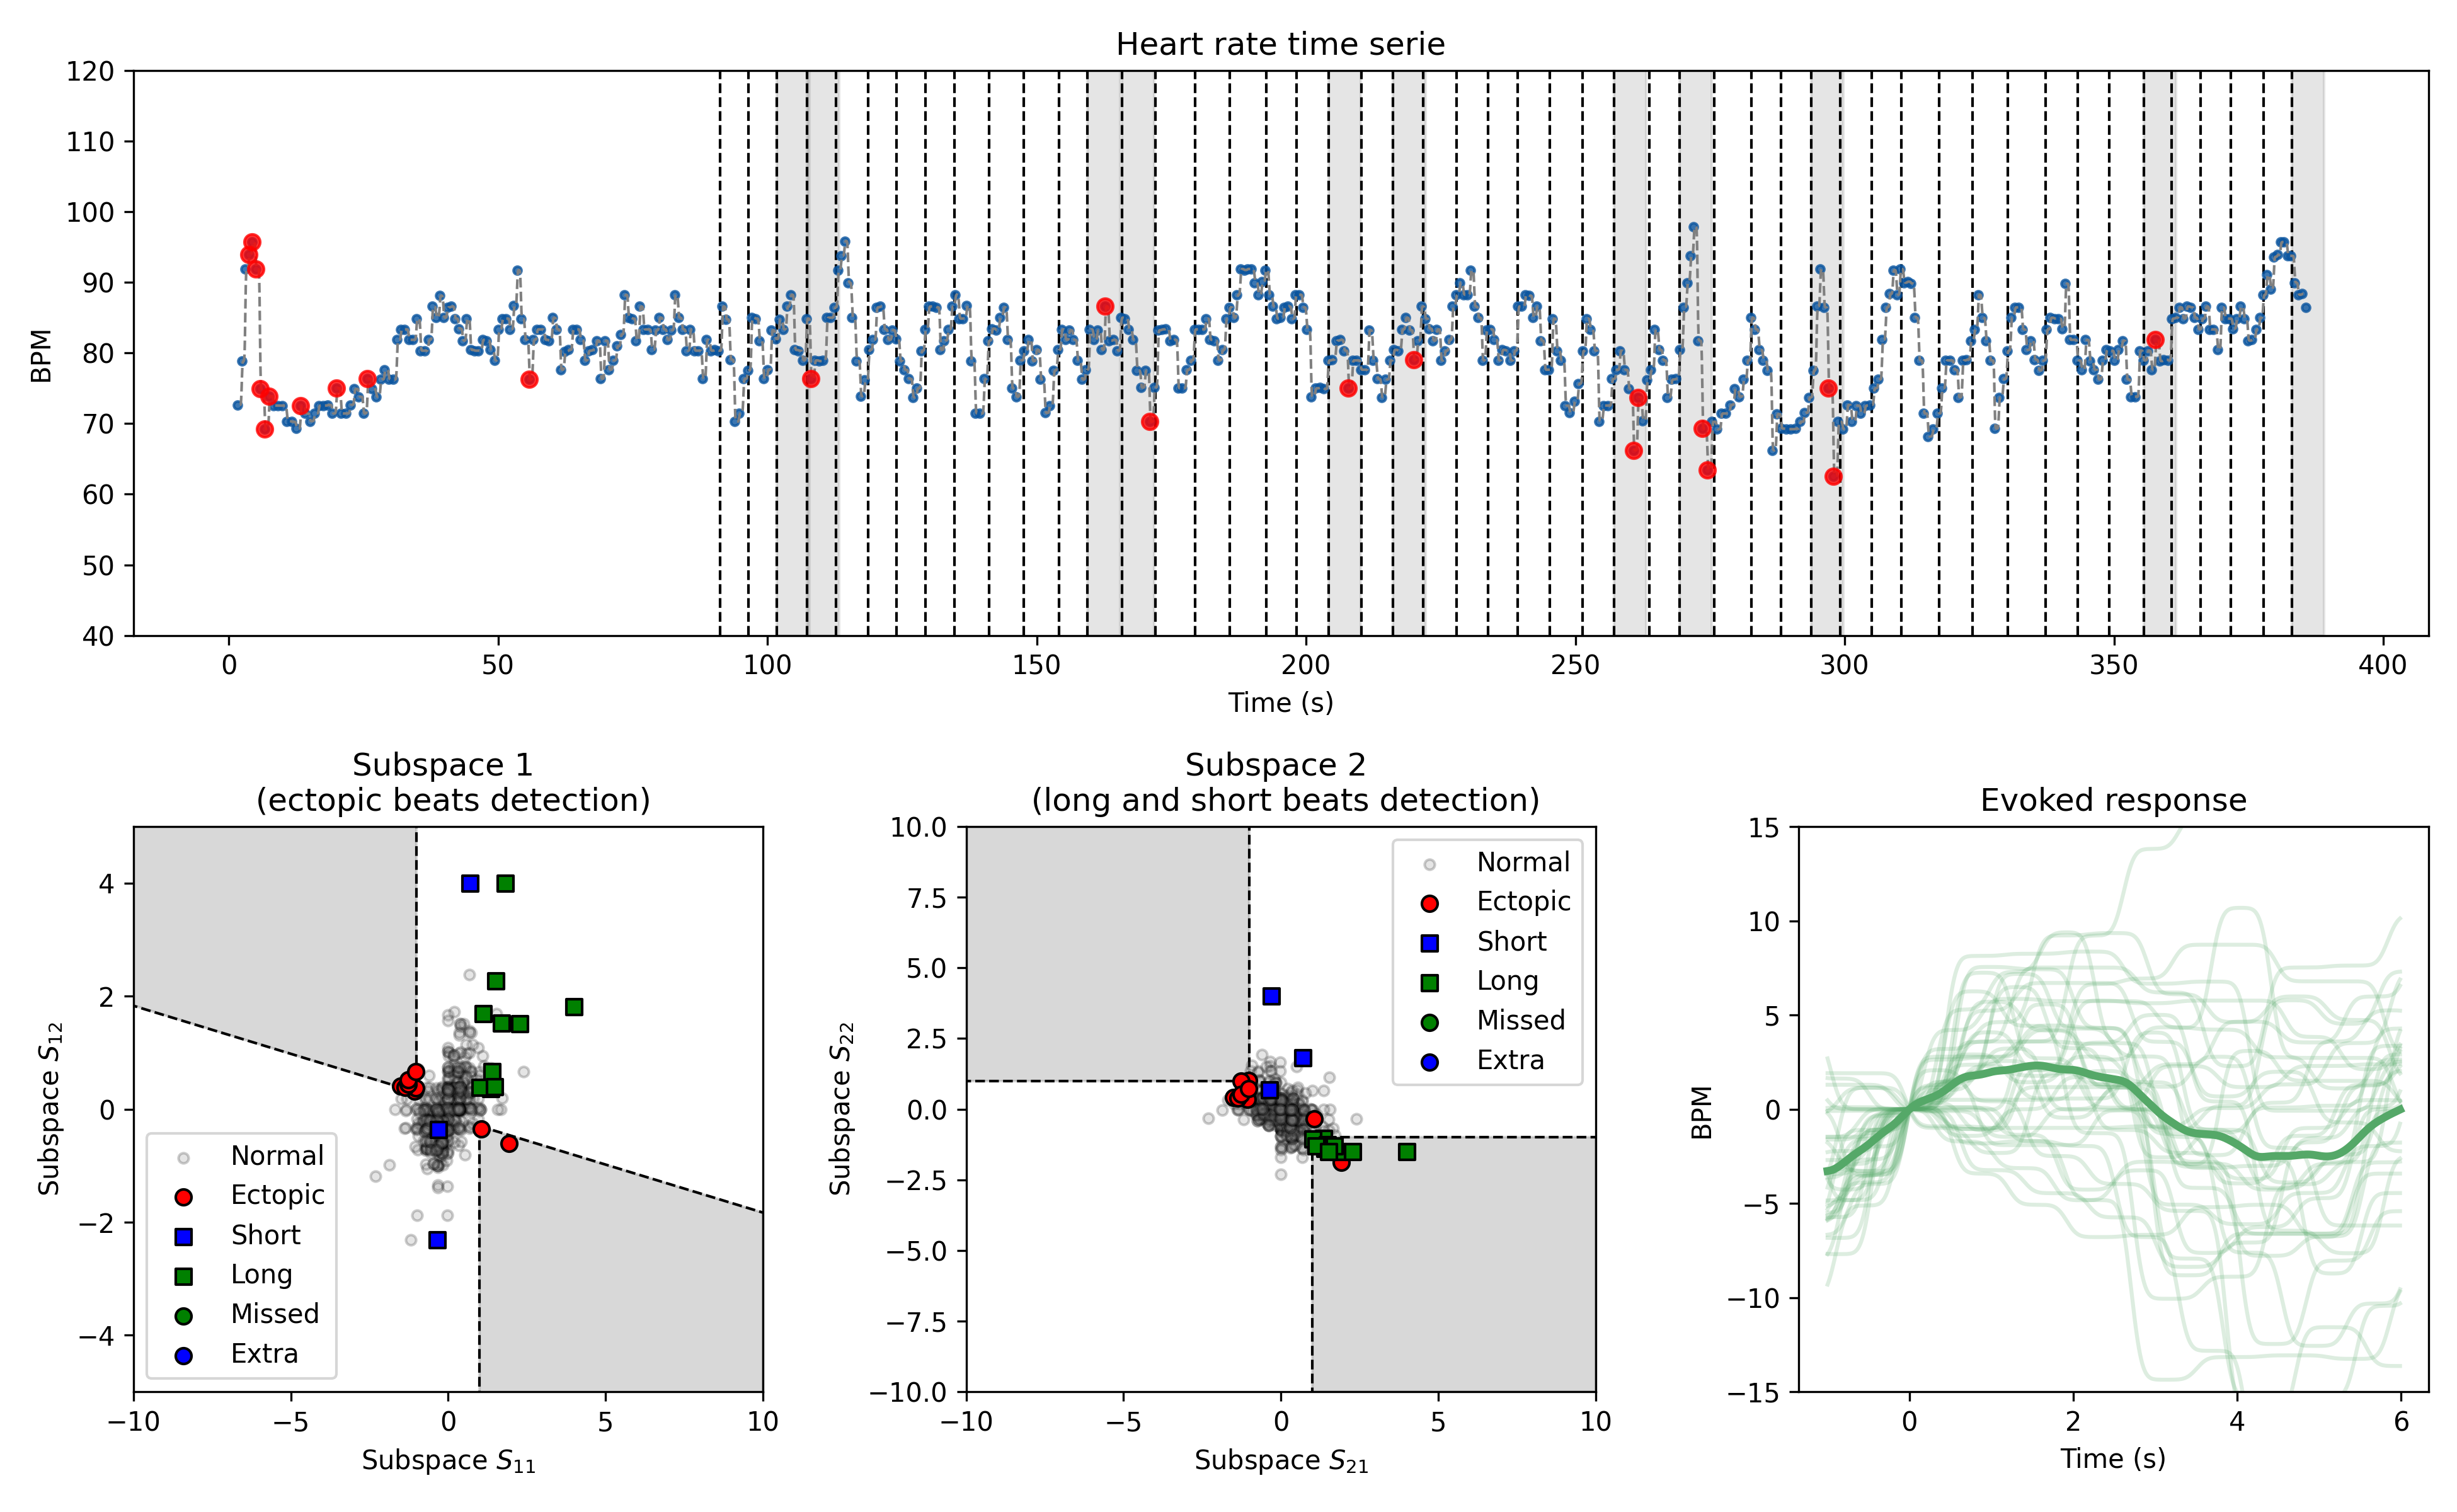 Heart rate time serie
120
110
100
90
80
70
60
50
40
BPM
0 50 100 150 200 250 300 350 400
Time (s)
Subspace 1
(ectopic beats detection)
4
2
0
−2
−4
Subspace S12
Normal
Ectopic
Short
Long
Missed
Extra
−10 −5 0 5 10
Subspace S11
Subspace 2
(long and short beats detection)
10.0
7.5
5.0
2.5
0.0
−2.5
−5.0
−7.5
−10.0
Subspace S22
Normal
Ectopic
Short
Long
Missed
Extra
−10 −5 0 5 10
Subspace S21
Evoked response
15
10
5
0
−5
−10
−15
BPM
0 2 4 6
Time (s)